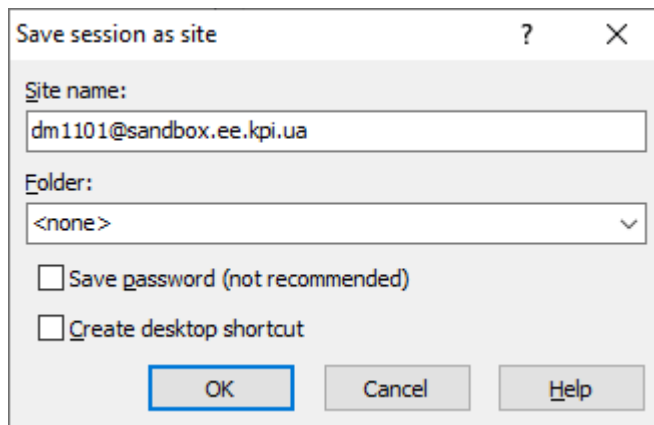 Save session as site
?
Site name:
dm1101@sandbox.ee.kpi.ua
Folder:
<none>
Save password (not recommended)
Create desktop shortcut
OK Cancel Help